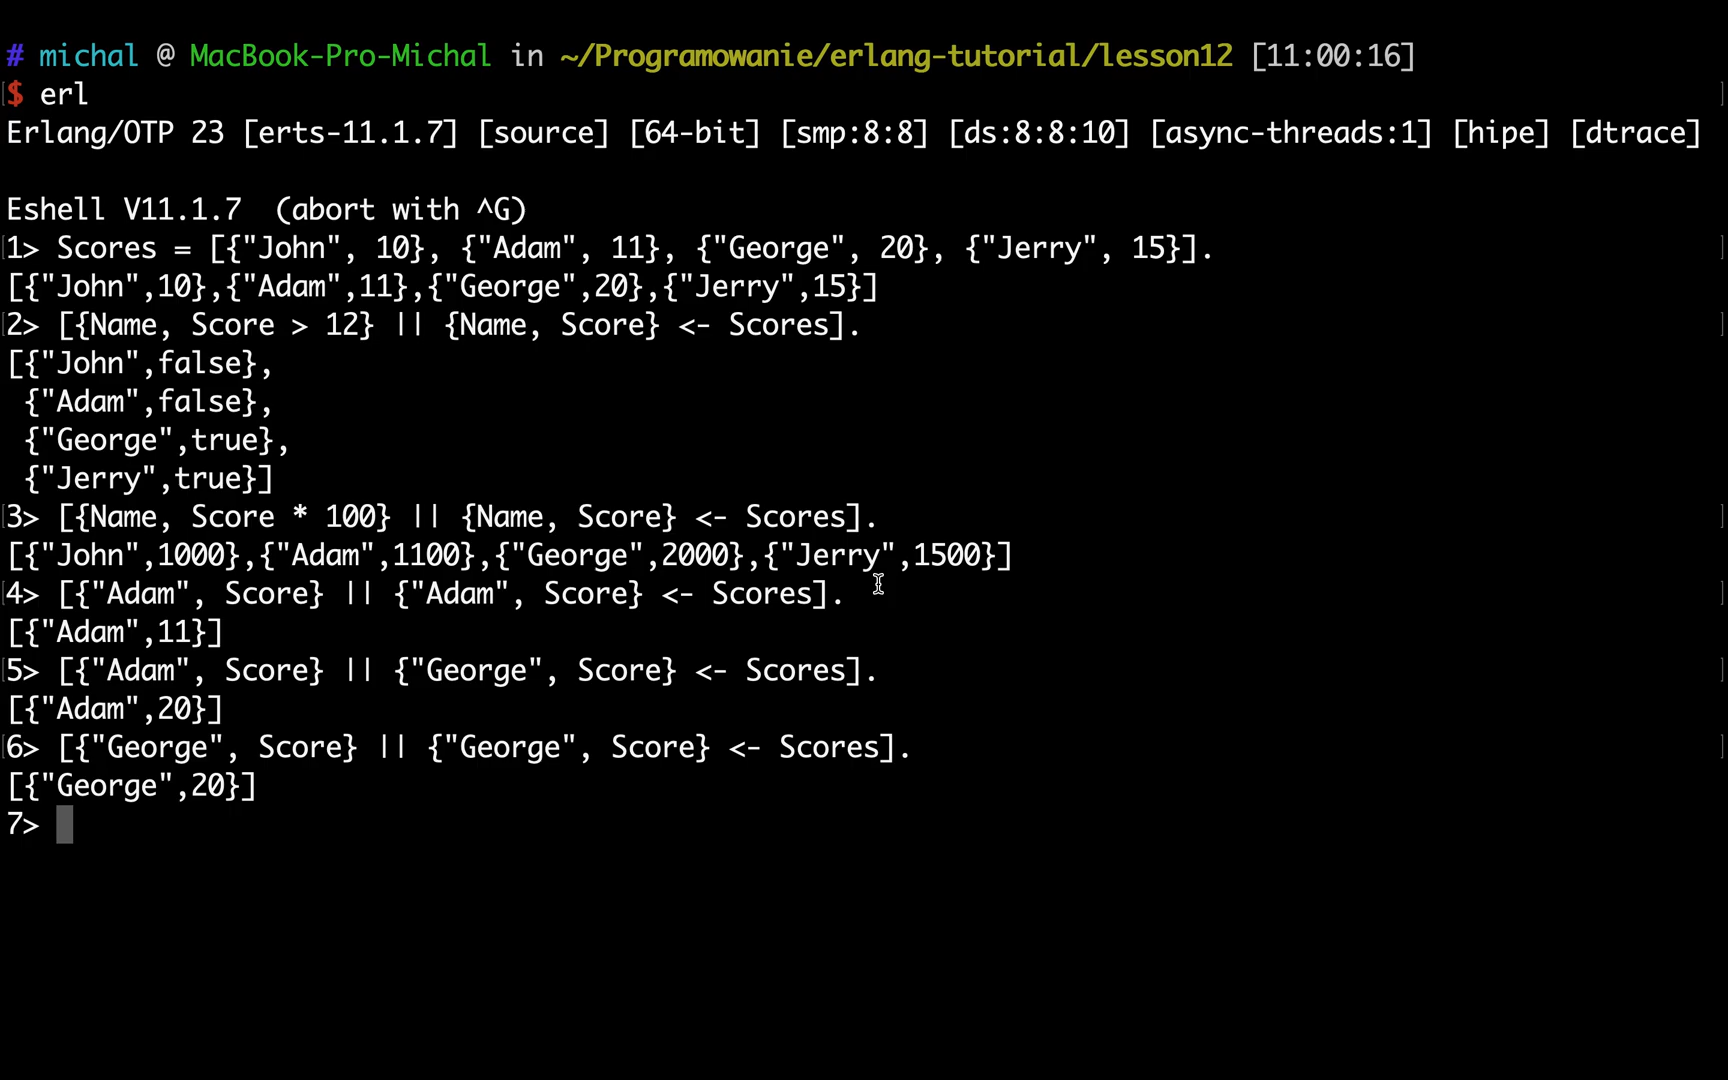 # michal @ MacBook-Pro-Michal in ~/Programowanie/erlang-tutorial/lesson12 [11:00:16]
[$ erl ]
Erlang/OTP 23 [erts-11.1.7] [source] [64-bit] [smp:8:8] [ds:8:8:10] [async-threads:1] [hipe] [dtrace]
Eshell V11.1.7  (abort with ^G)
[1> Scores = [{"John", 10}, {"Adam", 11}, {"George", 20}, {"Jerry", 15}]. ]
[{"John",10},{"Adam",11},{"George",20},{"Jerry",15}]
[2> [{Name, Score > 12} || {Name, Score} <- Scores]. ]
[{"John",false},
 {"Adam",false},
 {"George",true},
 {"Jerry",true}]
[3> [{Name, Score * 100} || {Name, Score} <- Scores]. ]
[{"John",1000},{"Adam",1100},{"George",2000},{"Jerry",1500}]
[4> [{"Adam", Score} || {"Adam", Score} <- Scores]. ]
[{"Adam",11}]
[5> [{"Adam", Score} || {"George", Score} <- Scores]. ]
[{"Adam",20}]
[6> [{"George", Score} || {"George", Score} <- Scores]. ]
[{"George",20}]
7>